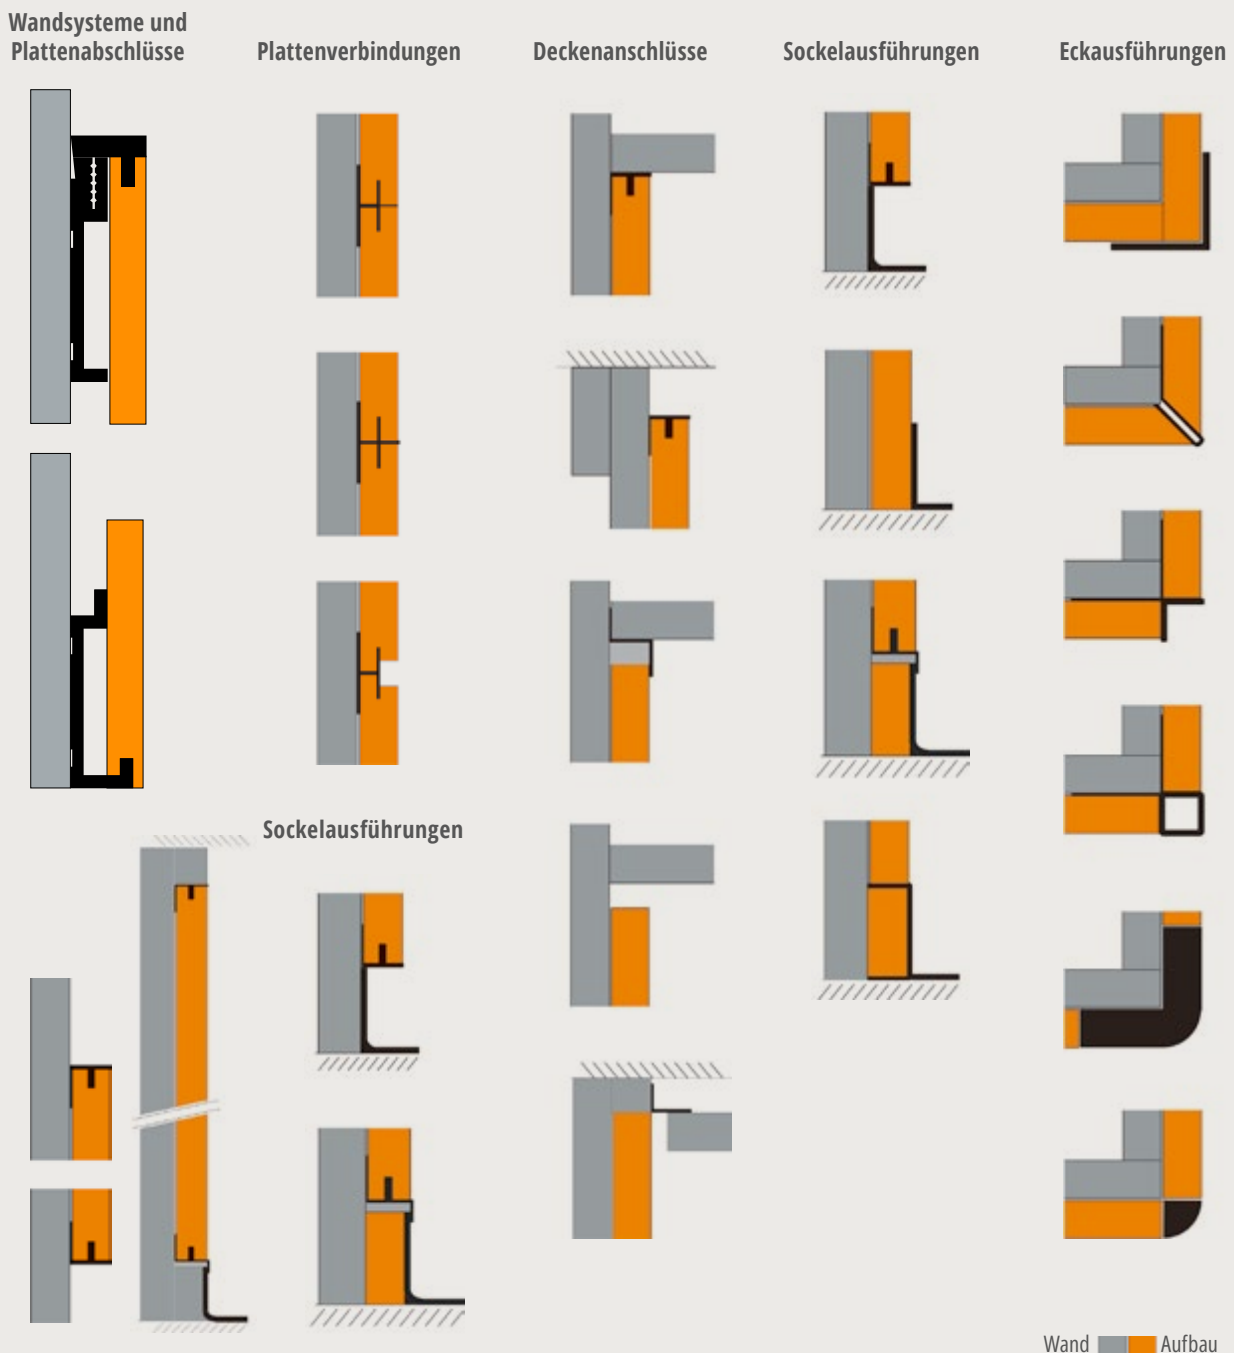 Wandsysteme und
Plattenabschlüsse
Plattenverbindungen
Deckenanschlüsse
Sockelausführungen
Eckausführungen
Sockelausführungen
Wand
Aufbau